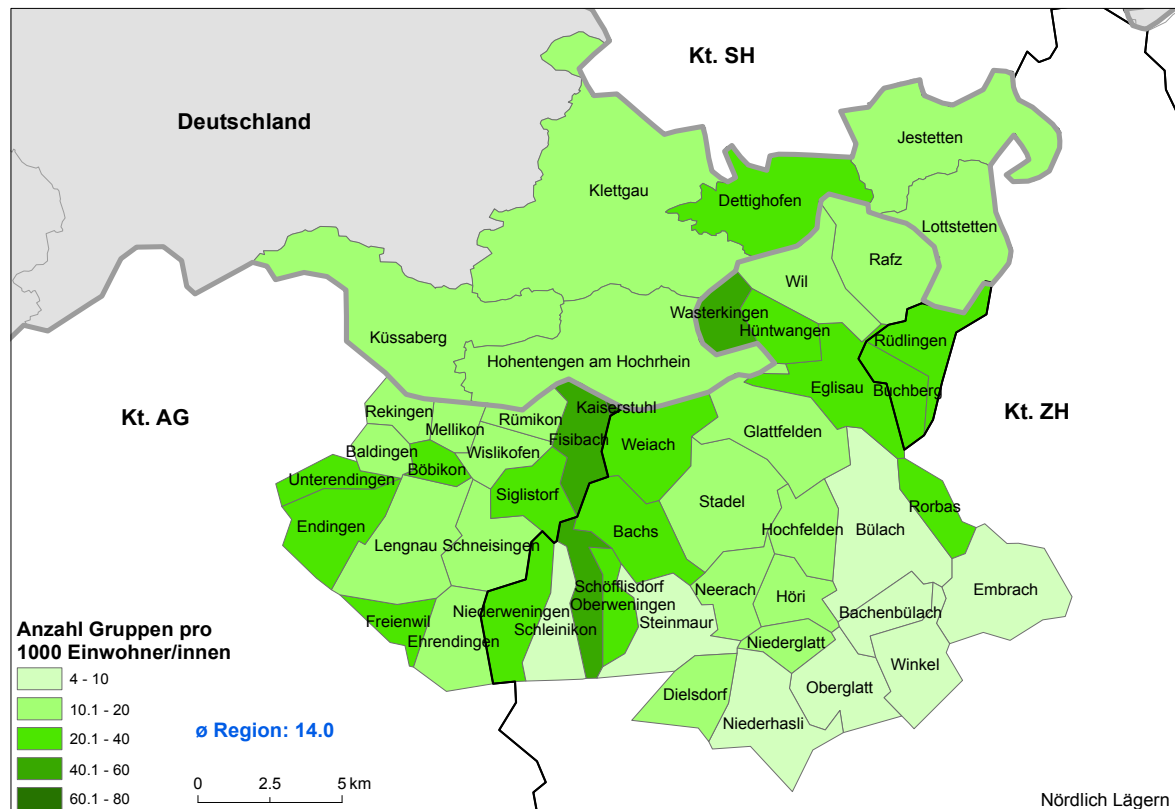 Kt. SH
Deutschland
Jestetten
Klettgau
Dettighofen
Lottstetten
Rafz
Wil
Wasterkingen
Hüntwangen
Rüdlingen
Küssaberg
Hohentengen am Hochrhein
Eglisau
Buchberg
Kt. AG
Kt. ZH
Rekingen
Mellikon
Rümikon
Kaiserstuhl
Fisibach
Weiach
Glattfelden
Baldingen
Wislikofen
Böbikon
Unterendingen
Siglistorf
Stadel
Rorbas
Endingen
Bachs
Hochfelden
Bülach
Lengnau
Schneisingen
Schöfflisdorf
Neerach
Höri
Embrach
Oberweningen
Bachenbülach
Niederweningen
Freienwil
Schleinikon
Steinmaur
Ehrendingen
Niederglatt
Winkel
Dielsdorf
Oberglatt
Niederhasli
Anzahl Gruppen pro
1000 Einwohner/innen
4 - 10
10.1 - 20
20.1 - 40
40.1 - 60
60.1 - 80
ø Region: 14.0
0 2.5 5 km
Nördlich Lägern